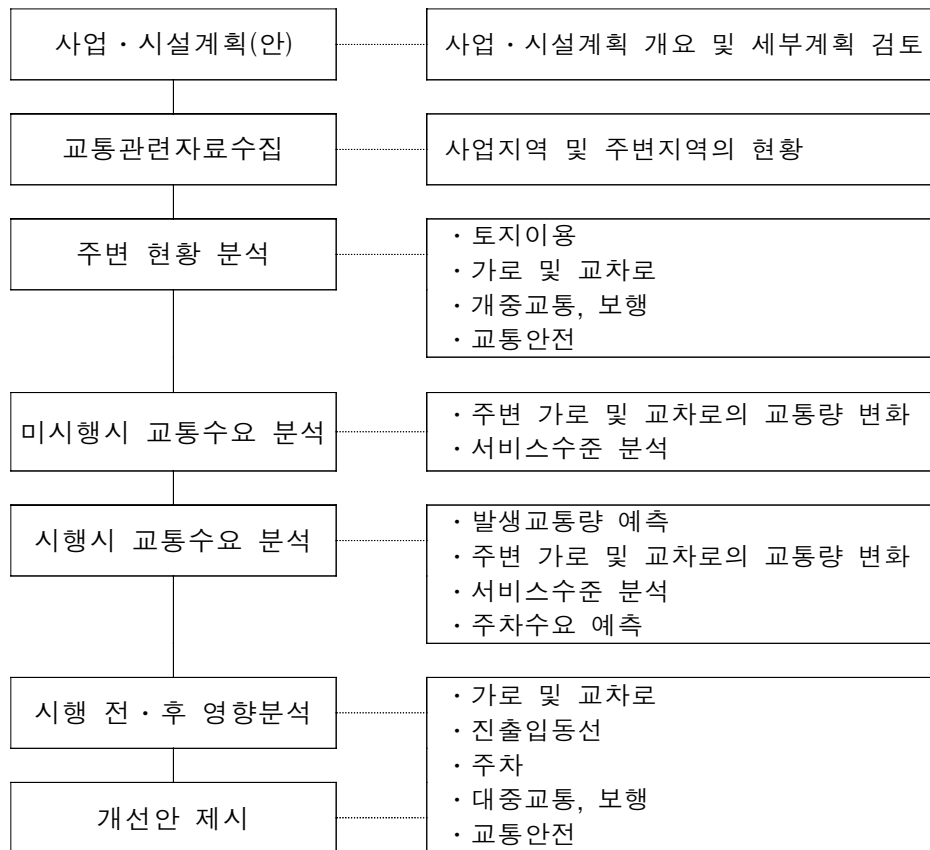 사업・시설계획(안)
사업・시설계획 개요 및 세부계획 검토
교통관련자료수집
사업지역 및 주변지역의 현황
주변 현황 분석
・토지이용
・가로 및 교차로
・개중교통, 보행
・교통안전
미시행시 교통수요 분석
・주변 가로 및 교차로의 교통량 변화
・서비스수준 분석
시행시 교통수요 분석
・발생교통량 예측
・주변 가로 및 교차로의 교통량 변화
・서비스수준 분석
・주차수요 예측
시행 전・후 영향분석
・가로 및 교차로
・진출입동선
・주차
・대중교통, 보행
・교통안전
개선안 제시